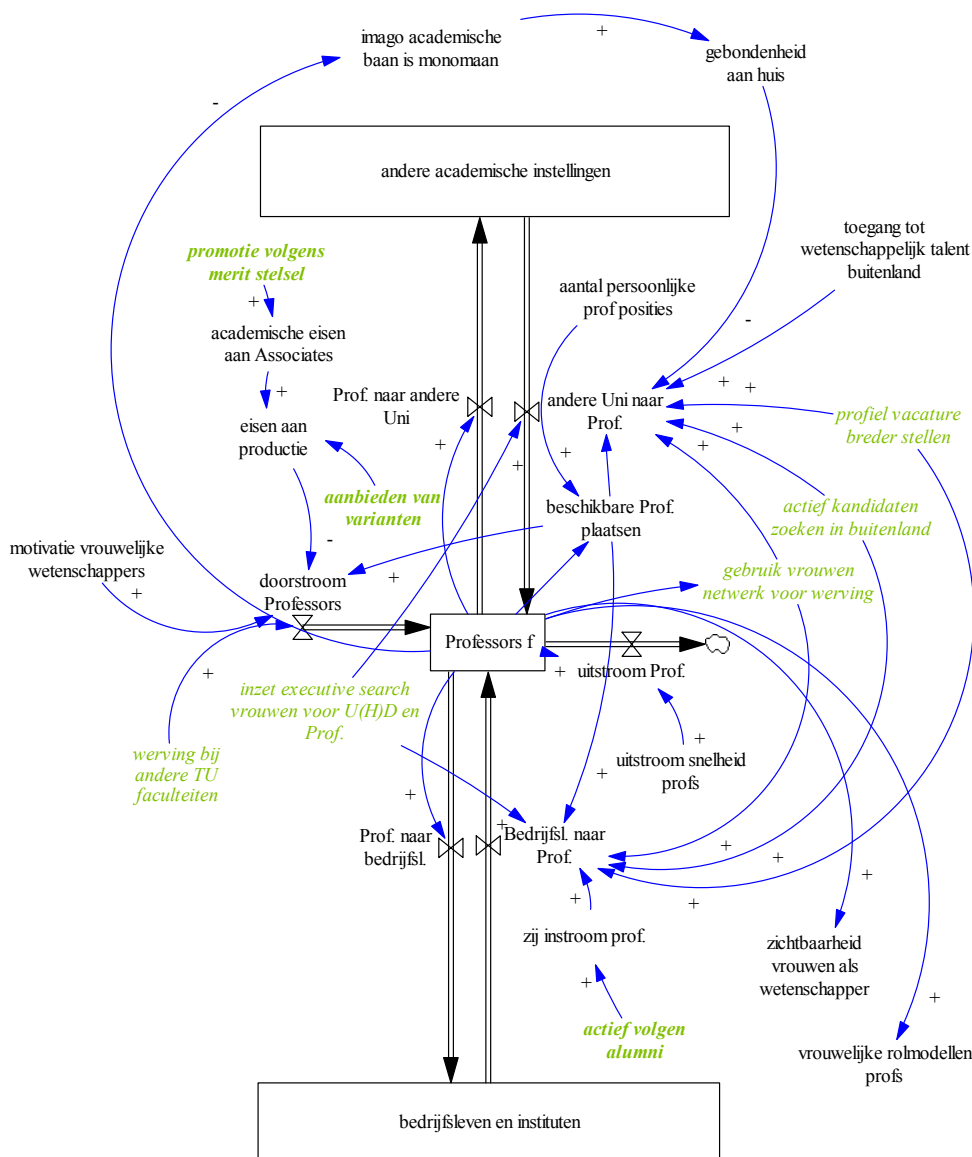 imago academische
baan is monomaan
+
gebondenheid
aan huis
-
andere academische instellingen
promotie volgens
merit stelsel
+
academische eisen
aan Associates
+
eisen aan
productie
aanbieden van
varianten
-
toegang tot
wetenschappelijk talent
buitenland
aantal persoonlijke
prof posities
-
+
+
Prof. naar andere
Uni
+
+
andere Uni naar
Prof.
+
+
+
+
profiel vacature
breder stellen
beschikbare Prof.
plaatsen
+
actief kandidaten
zoeken in buitenland
motivatie vrouwelijke
wetenschappers
+
doorstroom
Professors
gebruik vrouwen
netwerk voor werving
Professors f
+
uitstroom Prof.
+
inzet executive search
vrouwen voor U(H)D en
Prof.
+
uitstroom snelheid
profs
werving bij
andere TU
faculteiten
+
+
+
Prof. naar
bedrijfsl.
Bedrijfsl. naar
Prof.
+
+
+
+
+
zij instroom prof.
+
zichtbaarheid
vrouwen als
wetenschapper
+
actief volgen
alumni
vrouwelijke rolmodellen
profs
bedrijfsleven en instituten